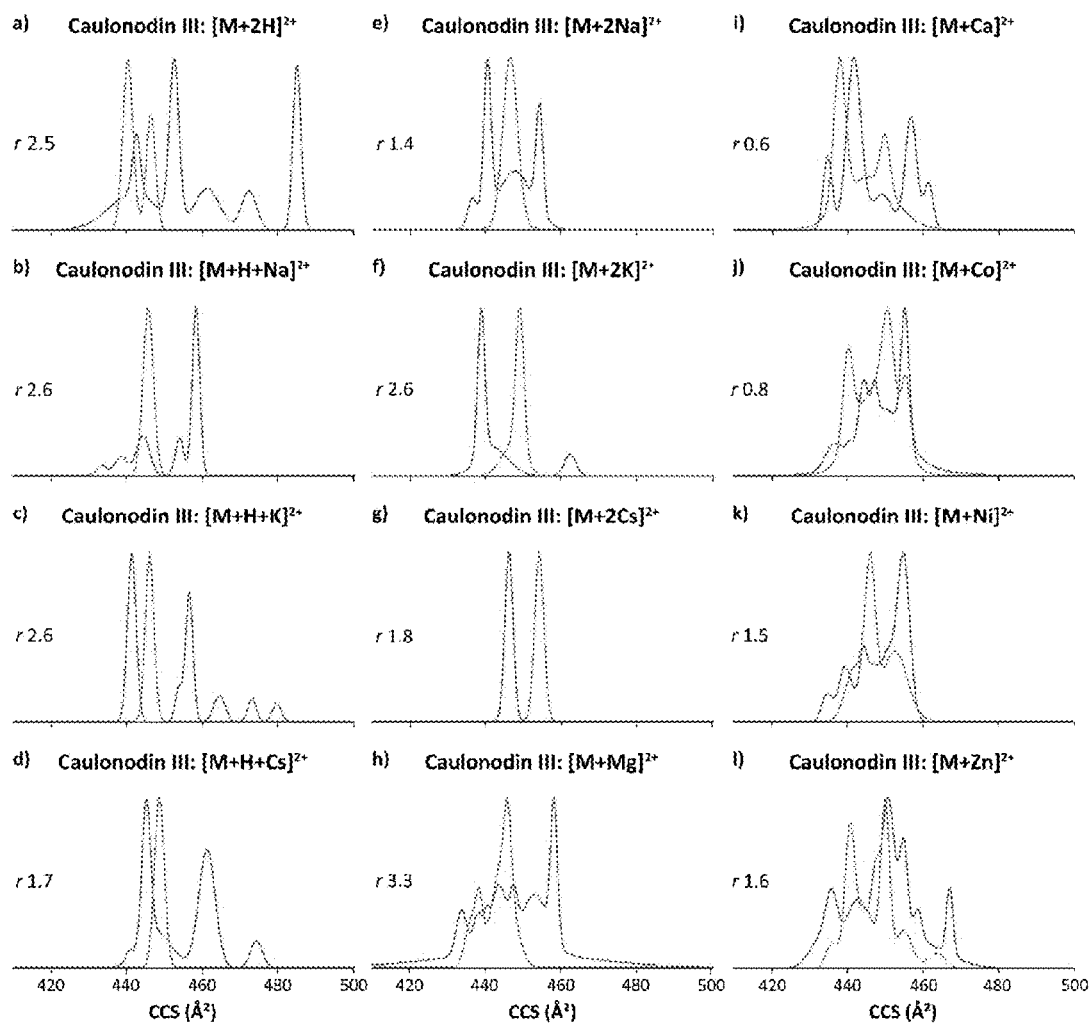 a) Caulonodin III: [M+2H]²⁺
r 2.5
b) Caulonodin III: [M+H+Na]²⁺
r 2.6
c) Caulonodin III: [M+H+K]²⁺
r 2.6
d) Caulonodin III: [M+H+Cs]²⁺
r 1.7
420 440 460 480 500
CCS (Å²)
e) Caulonodin III: [M+2Na]²⁺
r 1.4
f) Caulonodin III: [M+2K]²⁺
r 2.6
g) Caulonodin III: [M+2Cs]²⁺
r 1.8
h) Caulonodin III: [M+Mg]²⁺
r 3.3
420 440 460 480 500
CCS (Å²)
i) Caulonodin III: [M+Ca]²⁺
r 0.6
j) Caulonodin III: [M+Co]²⁺
r 0.8
k) Caulonodin III: [M+Ni]²⁺
r 1.5
l) Caulonodin III: [M+Zn]²⁺
r 1.6
420 440 460 480 500
CCS (Å²)